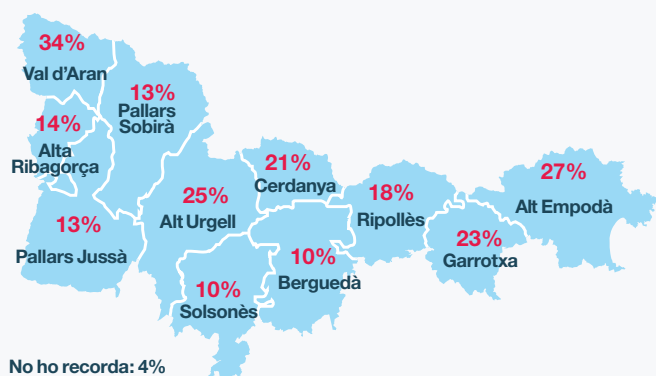 34%
Val d'Aran
13%
Pallars
Sobirà
14%
Alta
Ribagorça
13%
Pallars Jussà
25%
Alt Urgell
21%
Cerdanya
10%
Solsonès
10%
Berguedà
18%
Ripollès
23%
Garrotxa
27%
Alt Empodà
No ho recorda: 4%